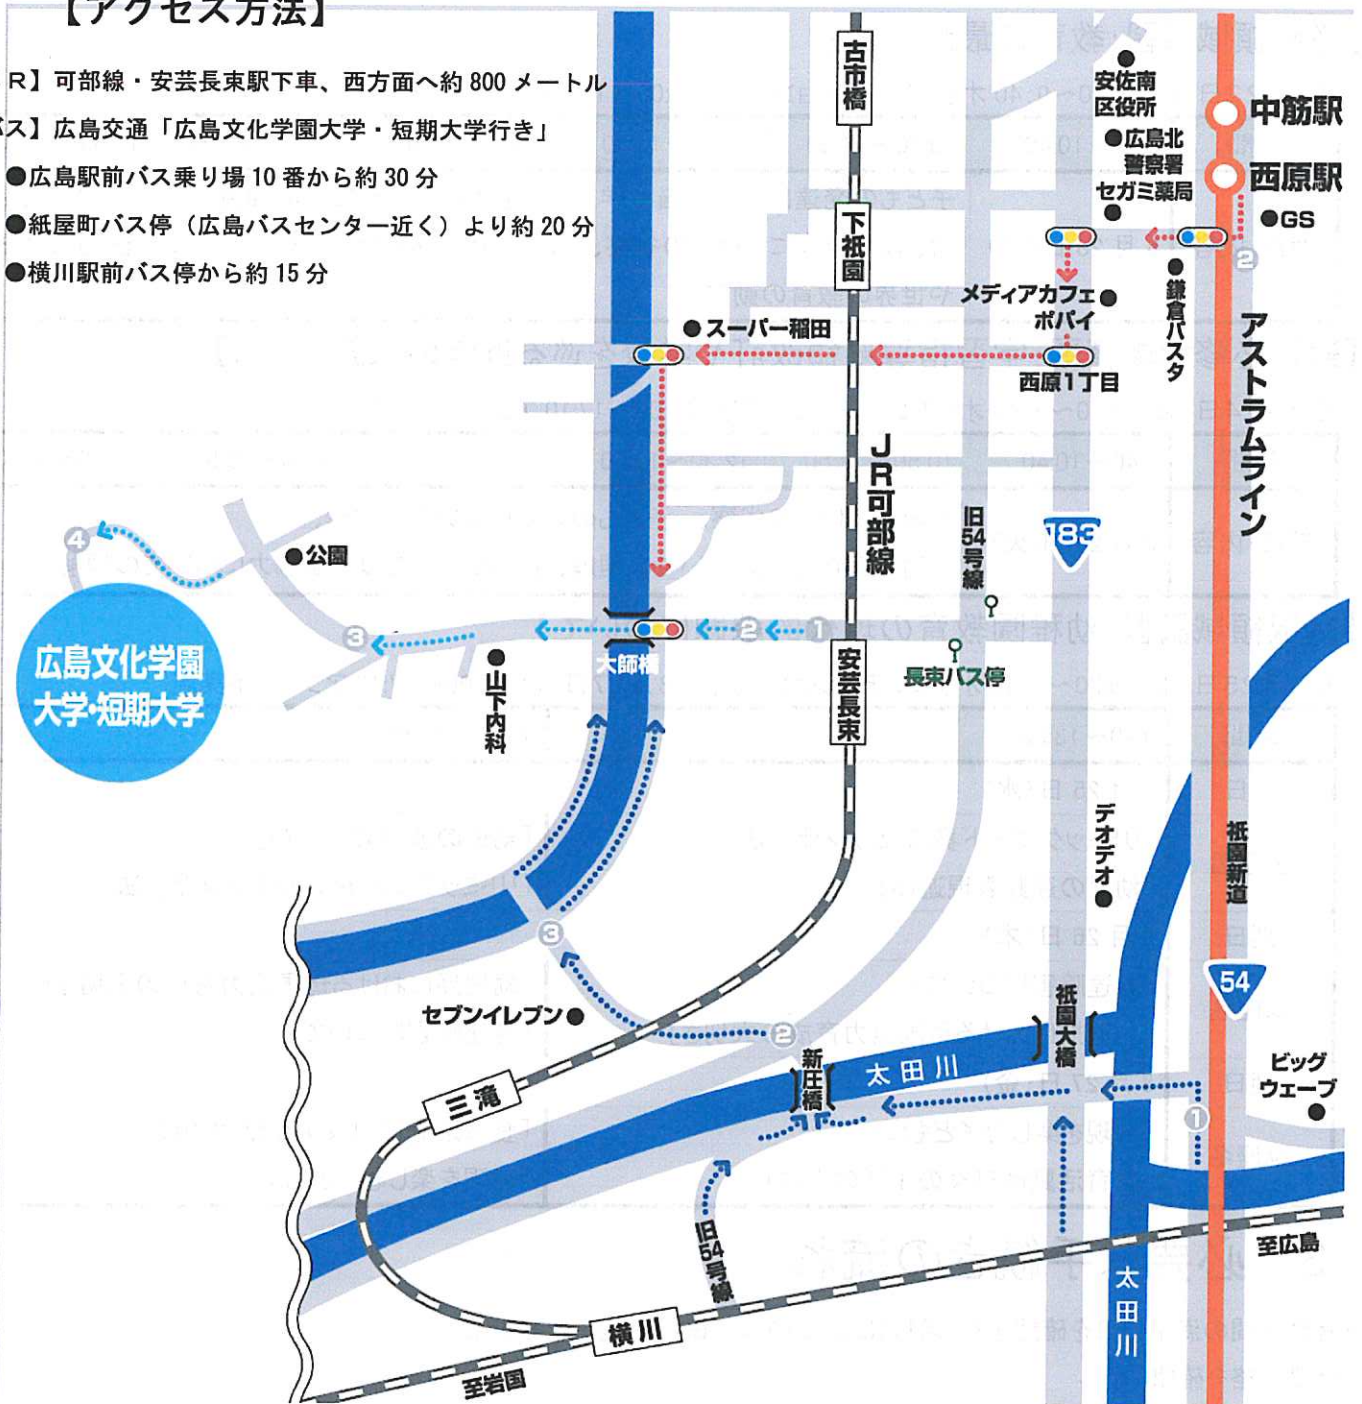 【アクセス方法】
R】可部線・安芸長束駅下車、西方面へ約 800 メートル
ス】広島交通「広島文化学園大学・短期大学行き」
●広島駅前バス乗り場 10 番から約 30 分
●紙屋町バス停（広島バスセンター近く）より約 20 分
●横川駅前バス停から約 15 分
古市橋
安佐南
区役所
●広島北
警察署
セガミ薬局
中筋駅
西原駅
●GS
下祇園
2
メディアカフェ●
ポパイ
●鎌倉パスタ
アストラムライン
●スーパー稲田
西原1丁目
JR可部線
旧54号線
183
4
●公園
広島文化学園
大学・短期大学
3
2
1
大師橋
●山下内科
安芸長束
長束バス停
デオデオ●
祇園新道
54
3
セブンイレブン●
2
新庄橋
太田川
祇園大橋
ビッグ
ウェーブ
1
三滝
旧54号線
至広島
太田川
横川
至岩国